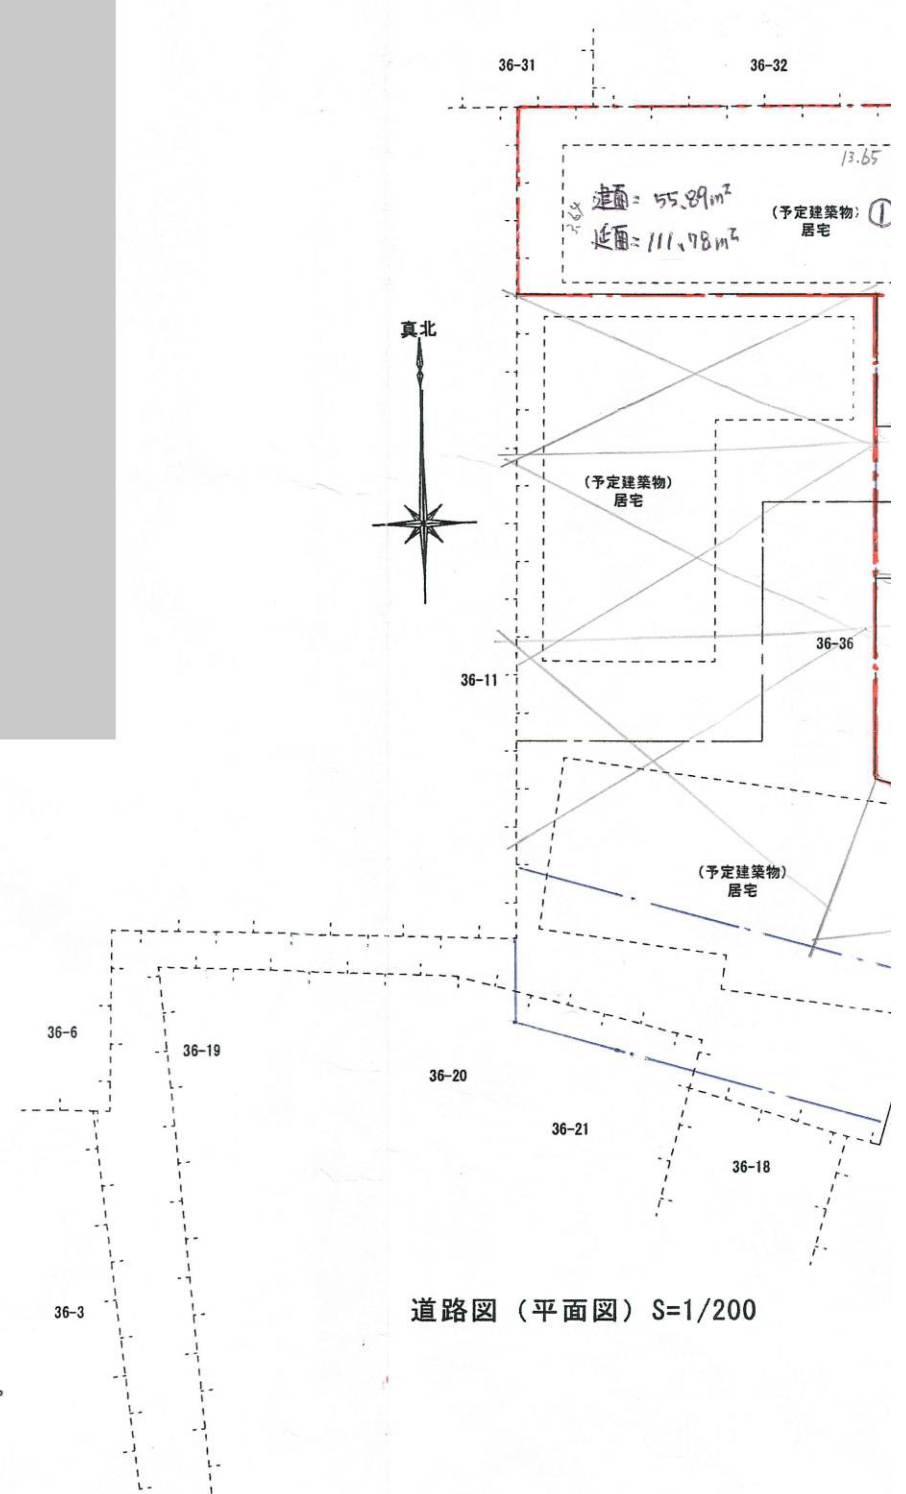 36-31
36-32
13.65
建面=55.89m²
(予定建築物)
居宅
①
延面=111.78m²
真北
(予定建築物)
居宅
36-36
36-11
(予定建築物)
居宅
36-6
36-19
36-20
36-21
36-18
36-3
道路図（平面図）S=1/200